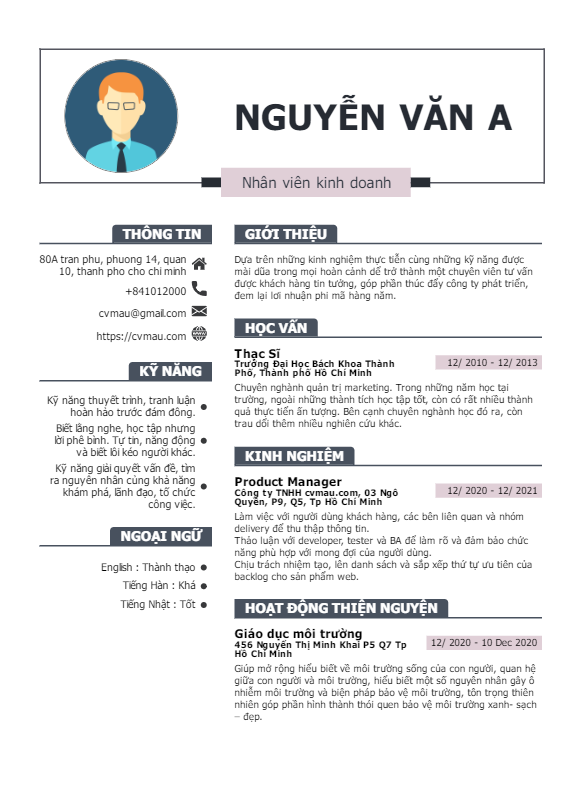 NGUYỄN VĂN A
Nhân viên kinh doanh
THÔNG TIN
80A tran phu, phuong 14, quan
10, thanh pho cho chi minh
+841012000
cvmau@gmail.com
https://cvmau.com
KỸ NĂNG
Kỹ năng thuyết trình, tranh luận
hoàn hảo trước đám đông.
Biết lắng nghe, học tập nhưng
lời phê bình. Tự tin, năng động
và biết lôi kéo người khác.
Kỹ năng giải quyết vấn đề, tìm
ra nguyên nhân cùng khả năng
khám phá, lãnh đạo, tổ chức
công việc.
NGOẠI NGỮ
English : Thành thạo
Tiếng Hàn : Khá
Tiếng Nhật : Tốt
GIỚI THIỆU
Dựa trên những kinh nghiệm thực tiễn cùng những kỹ năng được
mài dũa trong mọi hoàn cảnh để trở thành một chuyên viên tư vấn
được khách hàng tin tưởng, góp phần thúc đẩy công ty phát triển,
đem lại lơi nhuận phi mã hàng năm.
HỌC VẤN
Thạc Sĩ
Trường Đại Học Bách Khoa Thành
Phố, Thành phố Hồ Chí Minh
12/ 2010 - 12/ 2013
Chuyên nghành quản trị marketing. Trong những năm học tại
trường, ngoài những thành tích học tập tốt, còn có rất nhiều thành
quả thực tiến ấn tượng. Bên cạnh chuyên nghành học đó ra, còn
trau dồi thêm nhiều nghiên cứu khác.
KINH NGHIỆM
Product Manager
Công ty TNHH cvmau.com, 03 Ngô
Quyền, P9, Q5, Tp Hồ Chí Minh
12/ 2020 - 12/ 2021
Làm việc với người dùng khách hàng, các bên liên quan và nhóm
delivery để thu thập thông tin.
Thảo luận với developer, tester và BA để làm rõ và đảm bảo chức
năng phù hợp với mong đợi của người dùng.
Chịu trách nhiệm tạo, lên danh sách và sắp xếp thứ tự ưu tiên của
backlog cho sản phẩm web.
HOẠT ĐỘNG THIỆN NGUYỆN
Giáo dục môi trường
456 Nguyễn Thị Minh Khai P5 Q7 Tp
Hồ Chí Minh
12/ 2020 - 10 Dec 2020
Giúp mở rộng hiểu biết về môi trường sống của con người, quan hệ
giữa con người và môi trường, hiểu biết một số nguyên nhân gây ô
nhiễm môi trường và biện pháp bảo vệ môi trường, tôn trọng thiên
nhiên góp phần hình thành thói quen bảo vệ môi trường xanh- sạch
– đẹp.